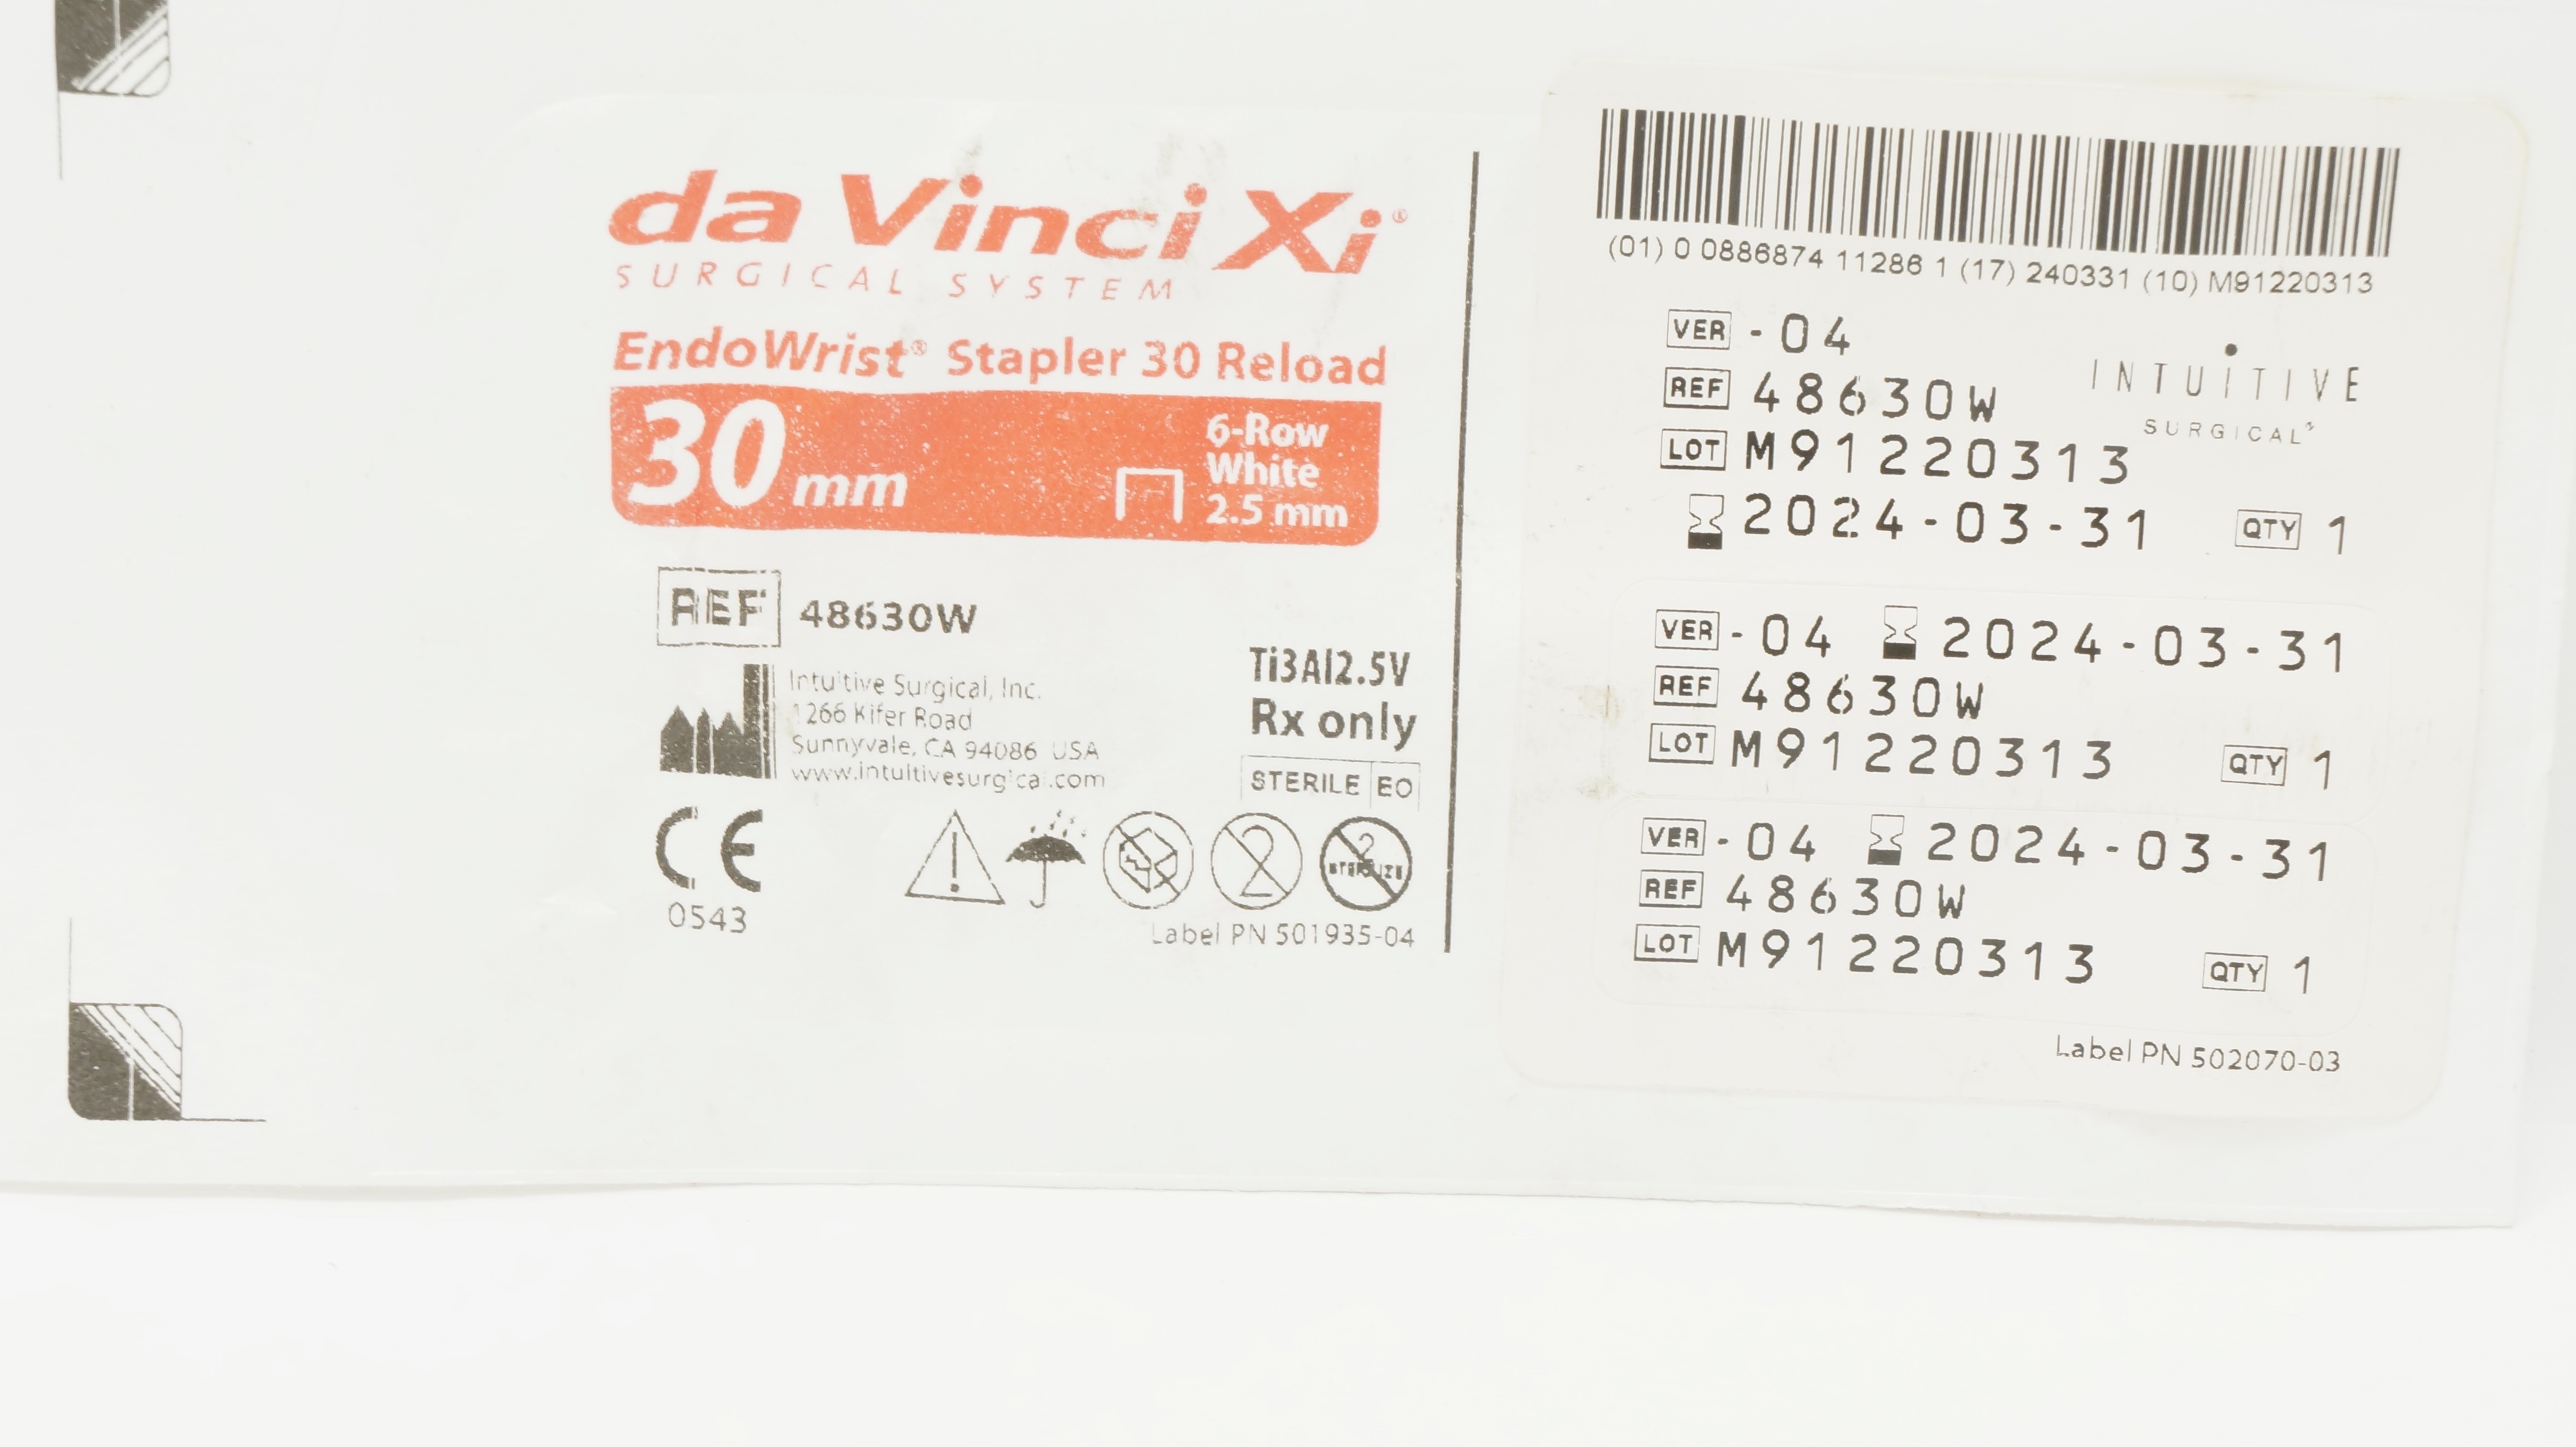 da Vinci Xi®
SURGICAL SYSTEM
EndoWrist® Stapler 30 Reload
30 mm
6-Row
White
2.5 mm
REF 48630W
Intuitive Surgical, Inc.
1266 Kifer Road
Sunnyvale, CA 94086 USA
www.intuitivesurgical.com
Ti3Al2.5V
Rx only
STERILE EO
CE
0543
2
2
STERILIZE
Label PN 501935-04
(01) 0 0886874 11286 1 (17) 240331 (10) M91220313
VER -04
REF 48630W
INTUITIVE
SURGICAL®
LOT M91220313
2024-03-31 QTY 1
VER -04 2024-03-31
REF 48630W
LOT M91220313 QTY 1
VER -04 2024-03-31
REF 48630W
LOT M91220313 QTY 1
Label PN 502070-03